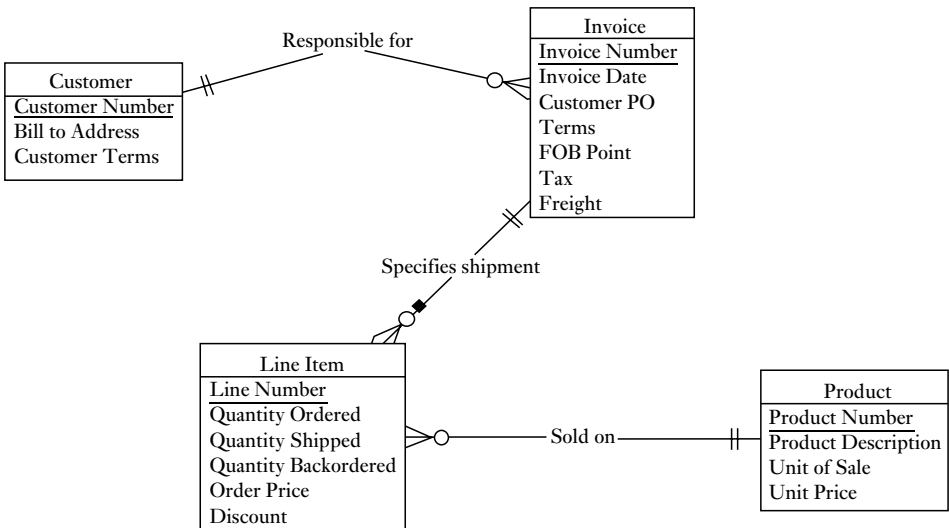 Responsible for
Customer
Customer Number
Bill to Address
Customer Terms
Invoice
Invoice Number
Invoice Date
Customer PO
Terms
FOB Point
Tax
Freight
Specifies shipment
Line Item
Line Number
Quantity Ordered
Quantity Shipped
Quantity Backordered
Order Price
Discount
Sold on
Product
Product Number
Product Description
Unit of Sale
Unit Price